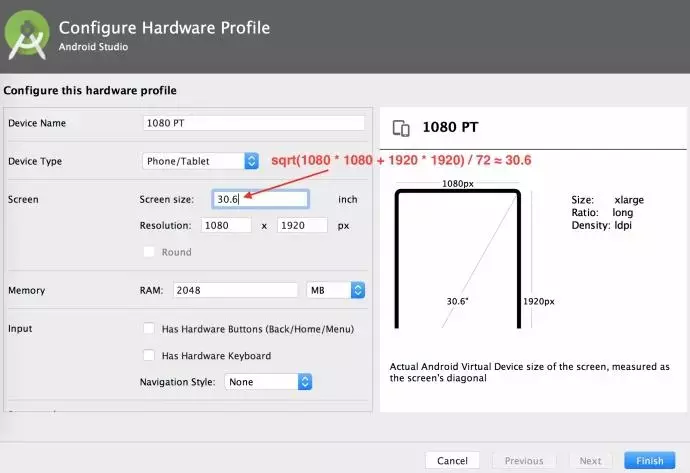 Configure Hardware Profile
Android Studio
Configure this hardware profile
Device Name
1080 PT
Device Type
Phone/Tablet
sqrt(1080 * 1080 + 1920 * 1920) / 72 ≈ 30.6
Screen
Screen size:
30.6
inch
Resolution:
1080
x
1920
px
Round
Memory
RAM:
2048
MB
Input
Has Hardware Buttons (Back/Home/Menu)
Has Hardware Keyboard
Navigation Style:
None
1080 PT
1080px
30.6"
1920px
Size: xlarge
Ratio: long
Density: ldpi
Actual Android Virtual Device size of the screen, measured as
the screen's diagonal
Cancel
Previous
Next
Finish